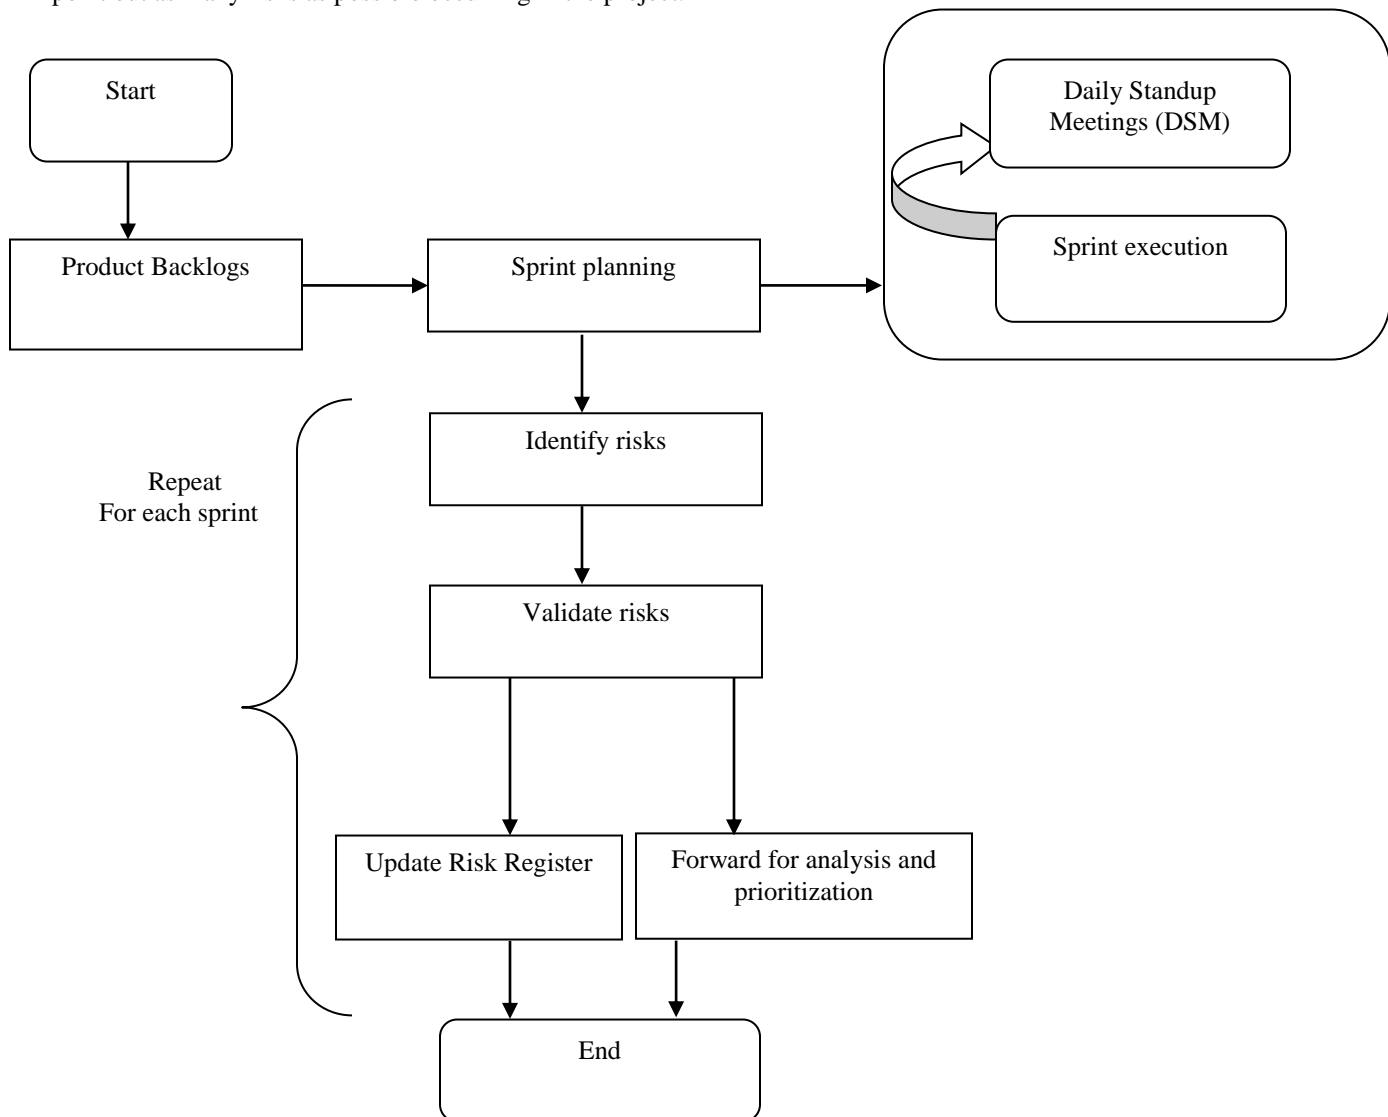 Start
Daily Standup
Meetings (DSM)
Product Backlogs
Sprint planning
Sprint execution
Identify risks
Repeat
For each sprint
Validate risks
Update Risk Register
Forward for analysis and
prioritization
End